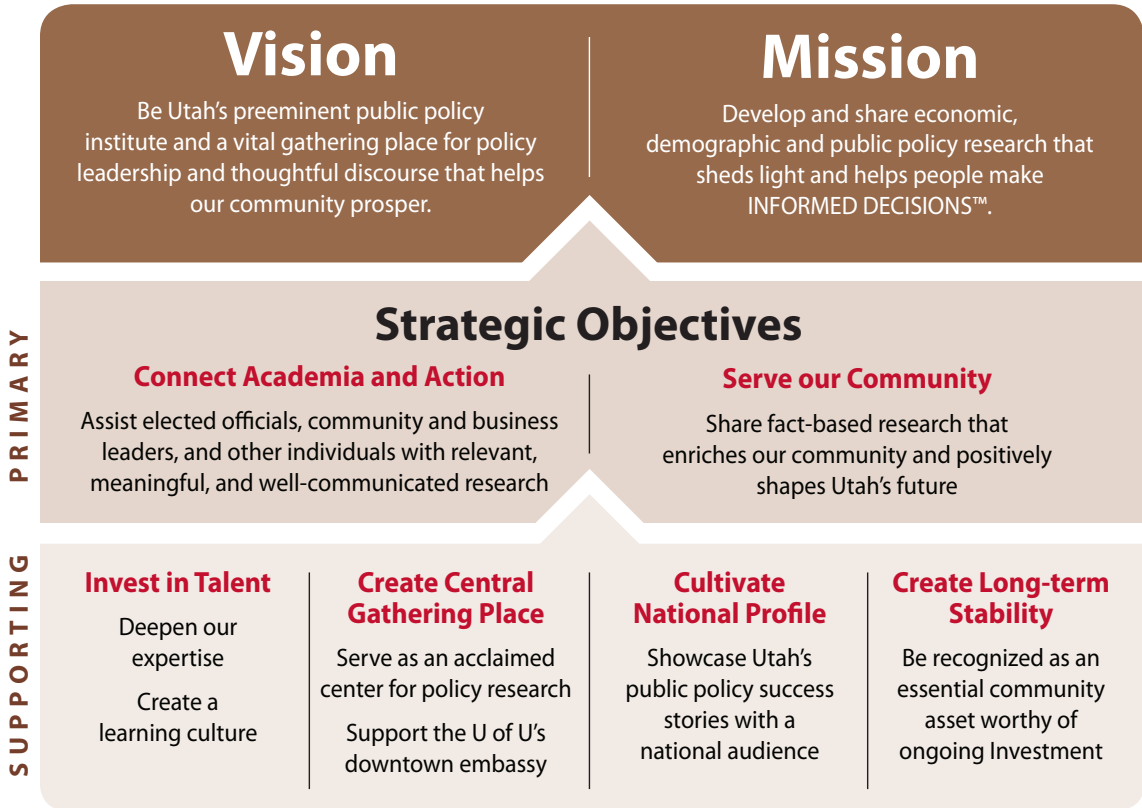 Vision
Be Utah's preeminent public policy
institute and a vital gathering place for policy
leadership and thoughtful discourse that helps
our community prosper.
Mission
Develop and share economic,
demographic and public policy research that
sheds light and helps people make
INFORMED DECISIONS™.
PRIMARY
Strategic Objectives
Connect Academia and Action
Assist elected officials, community and business
leaders, and other individuals with relevant,
meaningful, and well-communicated research
Serve our Community
Share fact-based research that
enriches our community and positively
shapes Utah's future
SUPPORTING
Invest in Talent
Deepen our
expertise
Create a
learning culture
Create Central
Gathering Place
Serve as an acclaimed
center for policy research
Support the U of U's
downtown embassy
Cultivate
National Profile
Showcase Utah's
public policy success
stories with a
national audience
Create Long-term
Stability
Be recognized as an
essential community
asset worthy of
ongoing Investment